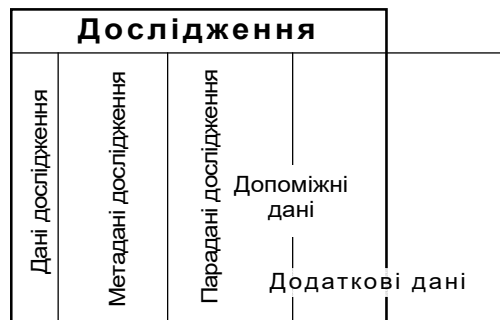 Дослідження
Дані дослідження
Метадані дослідження
Парадані дослідження
Допоміжні
дані
Додаткові дані